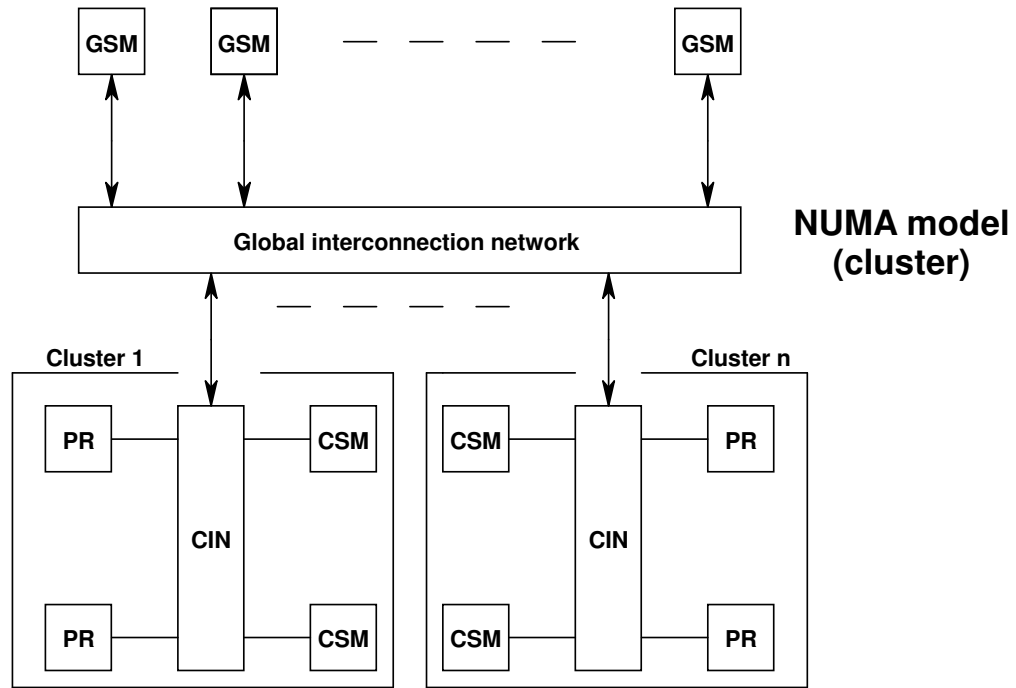 GSM GSM GSM
Global interconnection network
NUMA model
(cluster)
Cluster 1
PR
CSM
CIN
PR
CSM
Cluster n
CSM
PR
CIN
CSM
PR